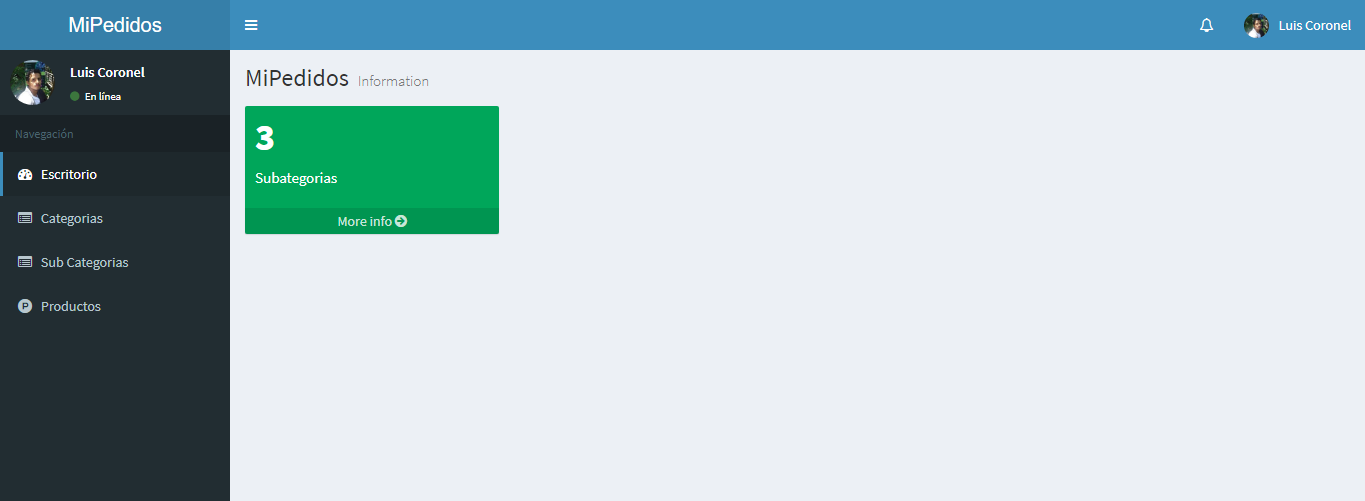 MiPedidos
Luis Coronel
Luis Coronel
En línea
Navegación
Escritorio
Categorias
Sub Categorias
Productos
MiPedidos Information
3
Subategorias
More info